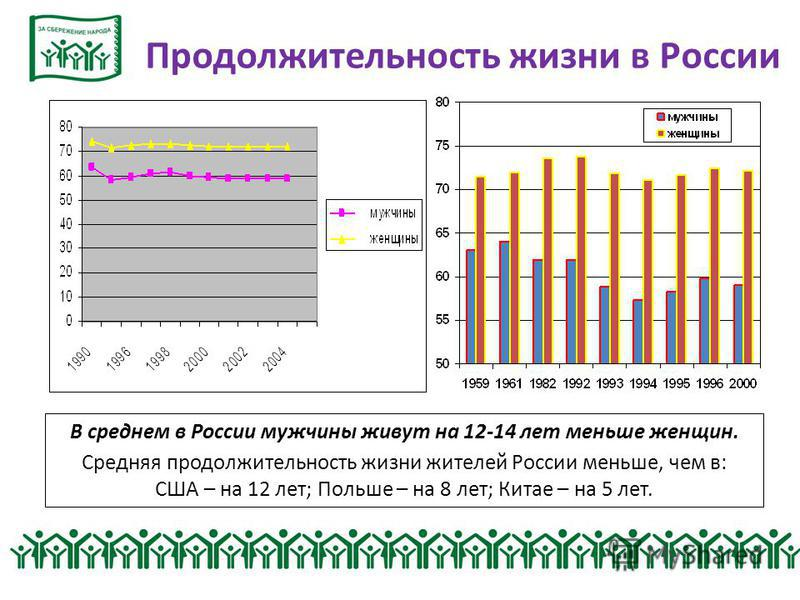 ЗА СБЕРЕЖЕНИЕ НАРОДА
Продолжительность жизни в России
80
70
60
50
40
30
20
10
0
1990 1996 1998 2000 2002 2004
мужчины
женщины
80
75
70
65
60
55
50
1959 1961 1982 1992 1993 1994 1995 1996 2000
мужчины
женщины
В среднем в России мужчины живут на 12-14 лет меньше женщин.
Средняя продолжительность жизни жителей России меньше, чем в:
США – на 12 лет; Польше – на 8 лет; Китае – на 5 лет.
MyShared